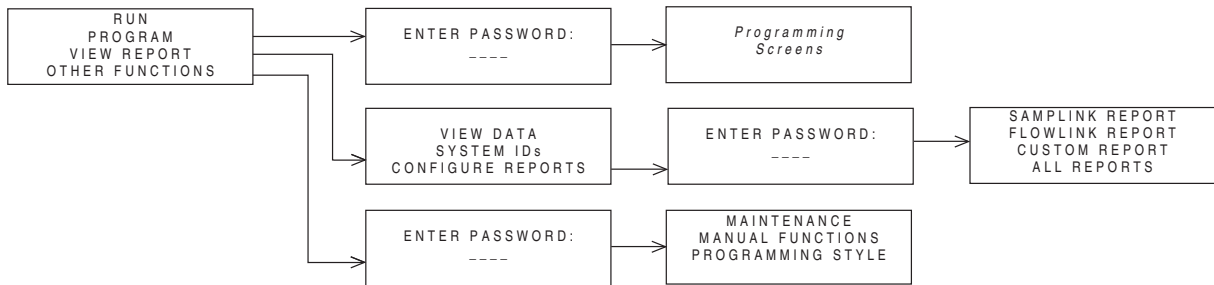 RUN
PROGRAM
VIEW REPORT
OTHER FUNCTIONS
ENTER PASSWORD:
____
Programming
Screens
VIEW DATA
SYSTEM IDs
CONFIGURE REPORTS
ENTER PASSWORD:
____
SAMPLINK REPORT
FLOWLINK REPORT
CUSTOM REPORT
ALL REPORTS
ENTER PASSWORD:
____
MAINTENANCE
MANUAL FUNCTIONS
PROGRAMMING STYLE